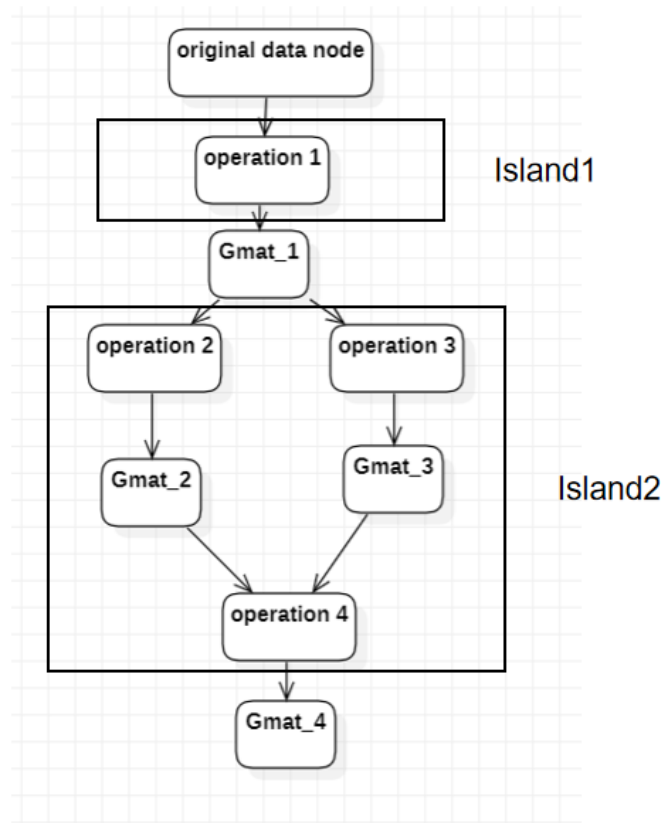 original data node
operation 1
Island1
Gmat_1
operation 2
operation 3
Gmat_2
Gmat_3
Island2
operation 4
Gmat_4